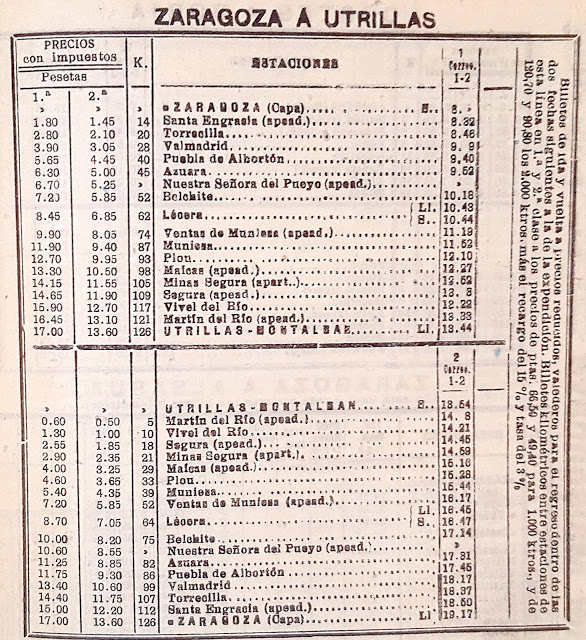 ZARAGOZA Á UTRILLAS
PRECIOS
con impuestos
Pesetas
K.
ESTACIONES
1
Correo.
1-2
1.ª 2.ª
» » » ZARAGOZA (Capa) S.. 8. »
1.80 1.45 14 Santa Engracia (apead.) 8.32
2.80 2.10 20 Torrecilla 8.48
3.90 3.05 28 Valmadrid 9. 9
5.65 4.45 40 Puebla de Albortón 9.40
6.30 5.00 45 Azuara 9.52
6.70 5.25 » Nuestra Señora del Pueyo (apead.)
7.20 5.85 52 Belchite 10.18
8.45 6.85 62 Lécera Ll. 10.43
S.. 10.44
9.90 8.05 74 Ventas de Muniesa (apead.) 11.19
11.90 9.40 87 Muniesa 11.52
12.70 9.95 93 Plou 12.10
13.30 10.50 98 Maicas (apead.) 12.27
14.15 11.55 105 Minas Segura (apart.) 12.52
14.65 11.90 109 Segura (apead.) 13. 8
15.90 12.70 117 Vivel del Río
16.45 13.10 121 Martín del Río (apead.) 13.33
17.00 13.60 126 UTRILLAS-MONTALBAN Ll. 13.44
2
Correo.
1-2
» » » UTRILLAS-MONTALBAN S.. 13.54
0.60 0.50 5 Martín del Río (apead.) 14. 8
1.30 1.00 10 Vivel del Río 14.21
2.55 1.85 18 Segura (apead.) 14.45
2.90 2.35 21 Minas Segura (apart.) 14.59
4.00 3.25 29 Maicas (apead.) 15.16
4.60 3.65 33 Plou 15.28
5.40 4.35 39 Muniesa 15.44
7.20 5.85 52 Ventas de Muniesa (apead.) 16.17
8.70 7.05 64 Lécera Ll. 16.45
S.. 16.47
10.00 8.20 75 Belchite 17.14
10.60 8.55 » Nuestra Señora del Pueyo (apead.)
11.25 8.85 82 Azuara 17.31
11.75 9.30 86 Puebla de Albortón 17.45
13.40 10.60 99 Valmadrid 18.17
14.40 11.75 107 Torrecilla 18.37
15.00 12.20 112 Santa Engracia (apead.) 18.50
17.00 13.60 126 ZARAGOZA (Capa) Ll 19.17
Billetes de ida y vuelta a precios reducidos, valederos para el regreso dentro de las
dos fechas siguientes a la de la expendición. Billetes kilométricos entre estaciones de
esta línea en 1.ª y 2.ª clase a los precios de ptas. 66,50 y 49,40 para 1.000 ktros., y de
130,70 y 90,80 los 2.000 ktros. más el recargo del 15 % y tasa del 3 %